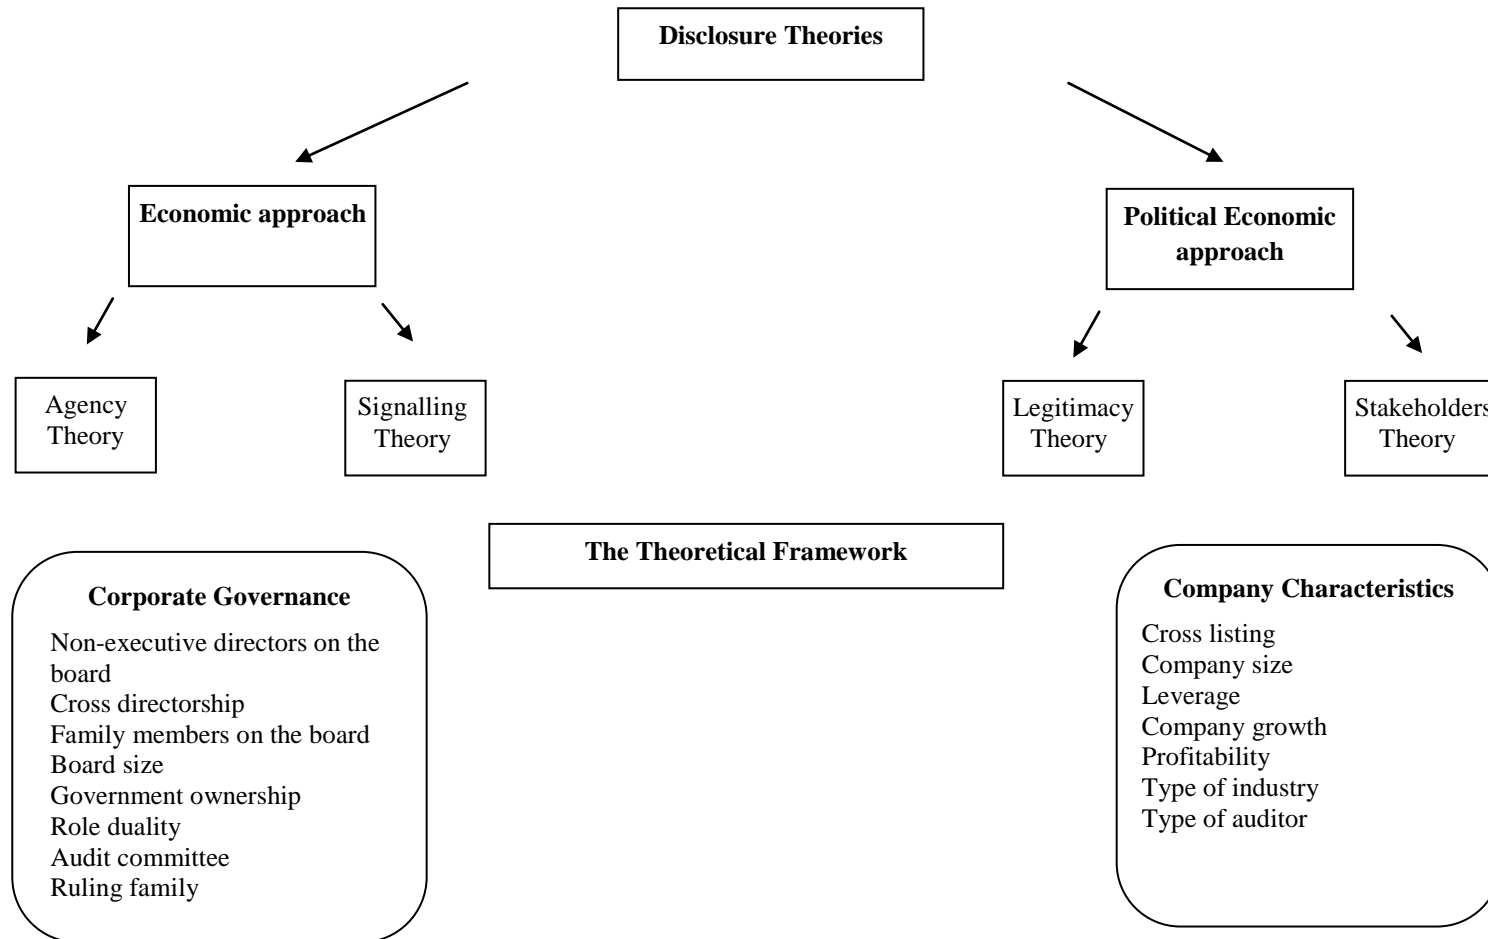 Disclosure Theories
Economic approach
Political Economic
approach
Agency
Theory
Signalling
Theory
Legitimacy
Theory
Stakeholders
Theory
The Theoretical Framework
Corporate Governance
Non-executive directors on the
board
Cross directorship
Family members on the board
Board size
Government ownership
Role duality
Audit committee
Ruling family
Company Characteristics
Cross listing
Company size
Leverage
Company growth
Profitability
Type of industry
Type of auditor